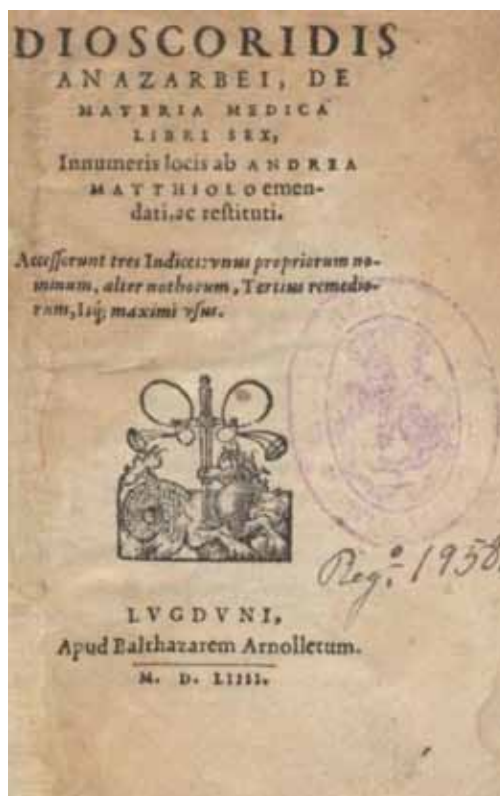 DIOSCORIDIS
ANAZARBEI, DE
MATERIA MEDICA
LIBRI SEX,
Innumeris locis ab ANDREA
MATTHIOLO emen-
dati, ac restituti.
Accesserunt tres Indices: vnus propriorum no-
minum, alter nothorum, Tertius remedio-
rum, Isq; maximi vsus.
Reg.º 1958
LVGDVNI,
Apud Balthazarem Arnolletum.
M. D. LIIII.